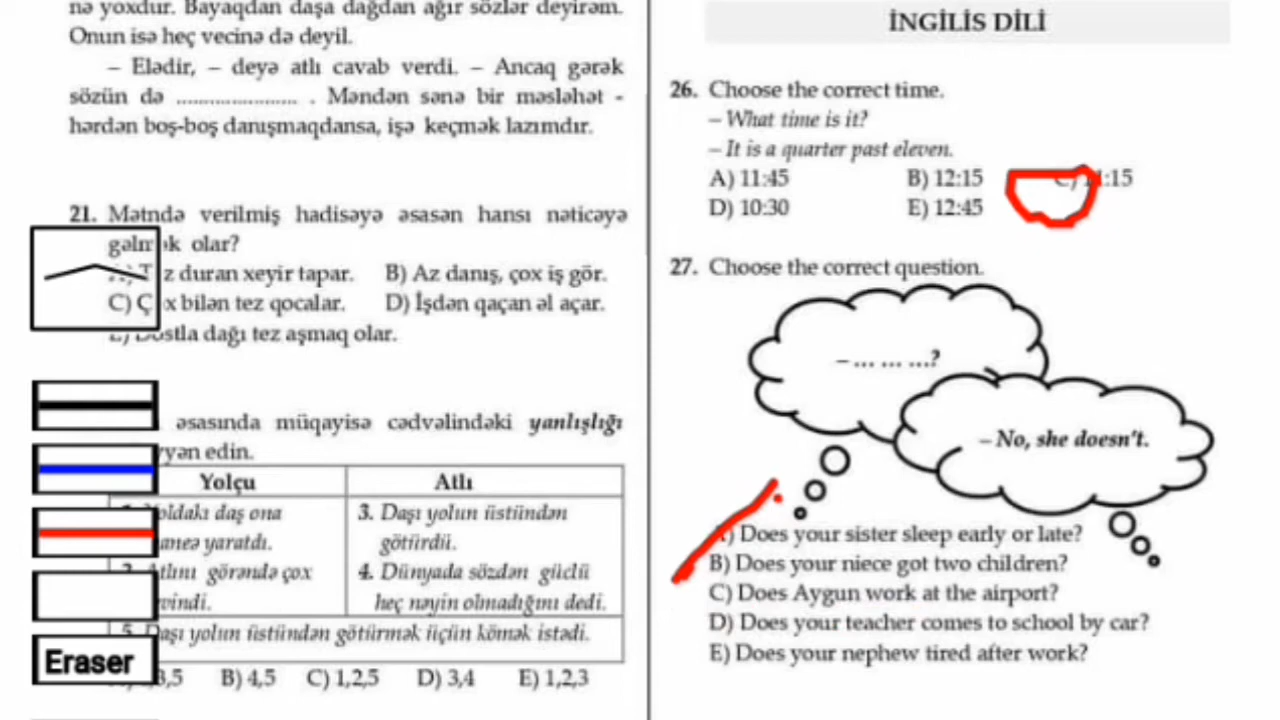 nə yoxdur. Bayaqdan daşa dağdan ağır sözlər deyirəm.
Onun isə heç vecinə də deyil.
– Elədir, – deyə atlı cavab verdi. – Ancaq gərək
sözün də ........................ . Məndən sənə bir məsləhət -
hərdən boş-boş danışmaqdansa, işə keçmək lazımdır.
21. Mətndə verilmiş hadisəyə əsasən hansı nəticəyə
olar?
z duran xeyir tapar. B) Az danış, çox iş gör.
C) Ç x bilən tez qocalar. D) İşdən qaçan əl açar.
dağı tez aşmaq olar.
əsasında müqayisə cədvəlindəki yanlışlığı
edin.
Yolçu
Atlı
daş ona
yaratdı.
görəndə çox
3. Daşı yolun üstündən
götürdü.
4. Dünyada sözdən güclü
heç nəyin olmadığını dedi.
yolun üstündən götürmək üçün kömək istədi.
Eraser
B) 4,5 C) 1,2,5 D) 3,4 E) 1,2,3
İNGİLİS DİLİ
26. Choose the correct time.
– What time is it?
– It is a quarter past eleven.
A) 11:45 B) 12:15 C) 11:15
D) 10:30 E) 12:45
27. Choose the correct question.
– ... ... ...?
– No, she doesn't.
A) Does your sister sleep early or late?
B) Does your niece got two children?
C) Does Aygun work at the airport?
D) Does your teacher comes to school by car?
E) Does your nephew tired after work?